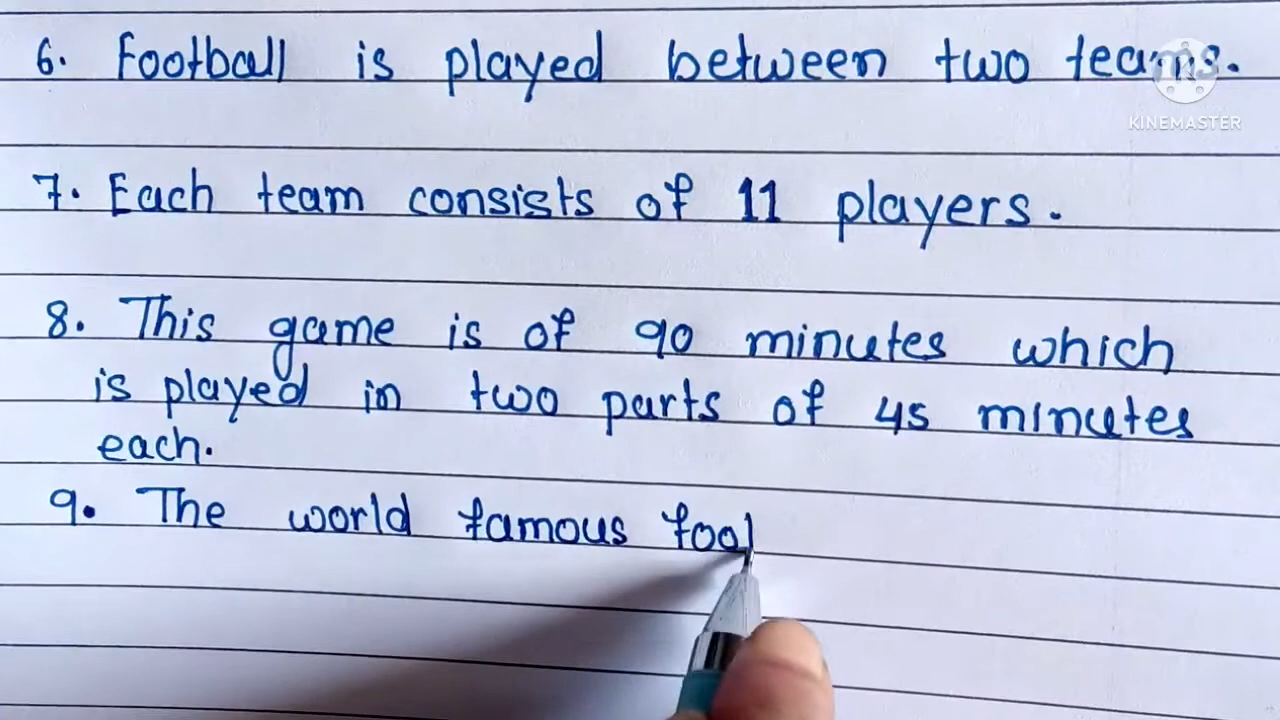 6. Football is played between two teams.
KINEMASTER
7. Each team consists of 11 players.
8. This game is of 90 minutes which
is played in two parts of 45 minutes
each.
9. The world famous